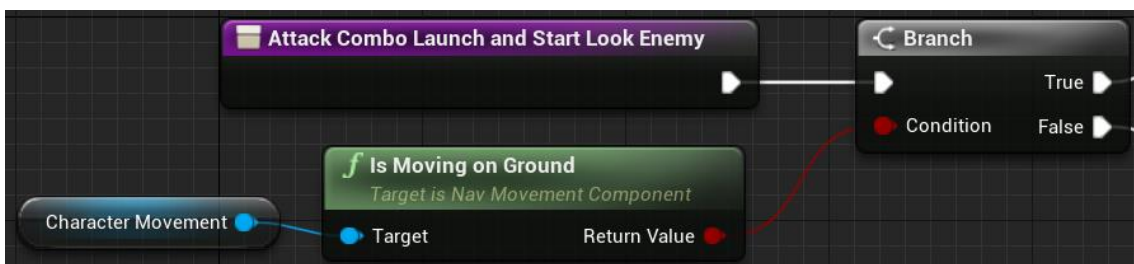 Attack Combo Launch and Start Look Enemy
Branch
True
Condition
False
f Is Moving on Ground
Target is Nav Movement Component
Character Movement
Target
Return Value